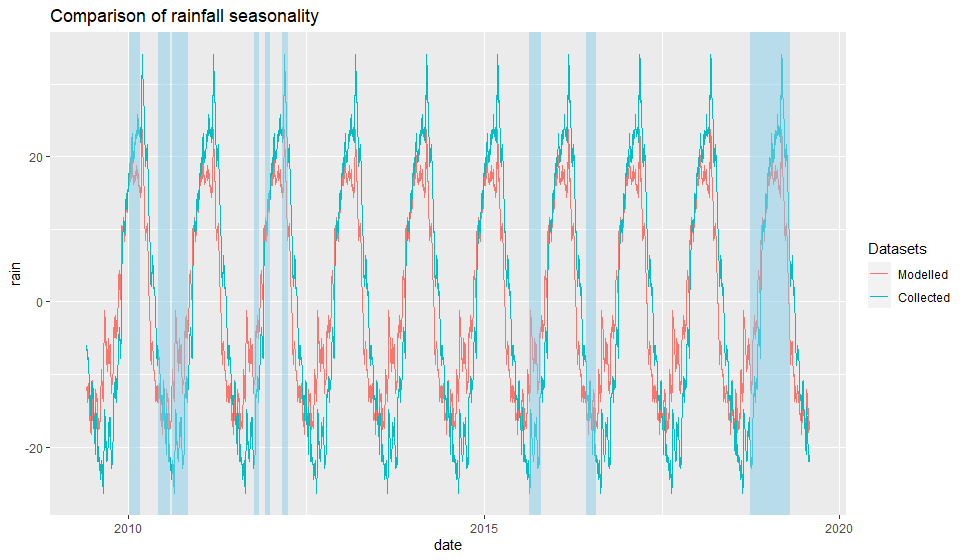 Comparison of rainfall seasonality
rain
20
0
-20
2010
2015
2020
date
Datasets
Modelled
Collected